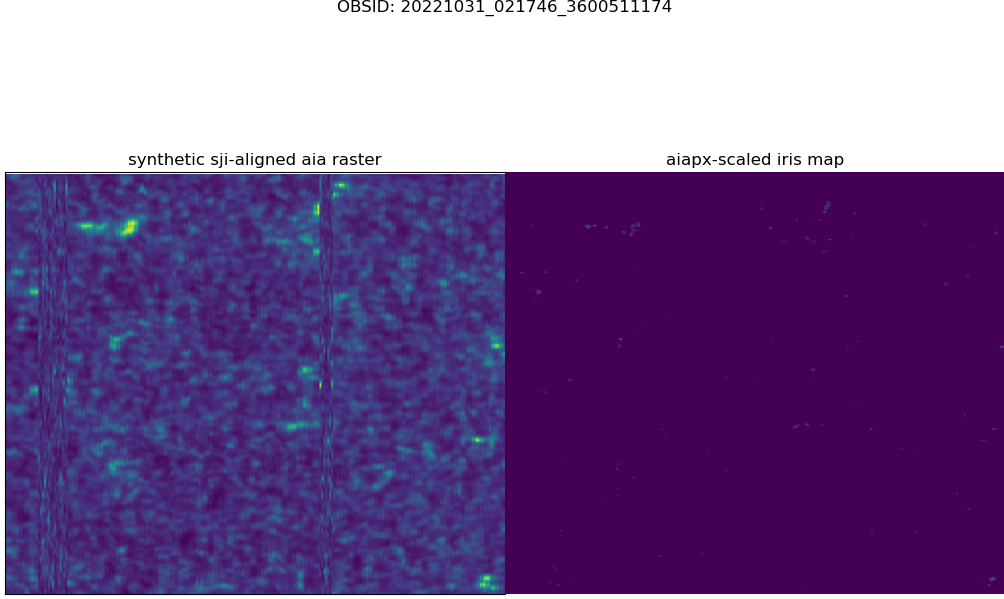 OBSID: 20221031_021746_3600511174
synthetic sji-aligned aia raster
aiapx-scaled iris map